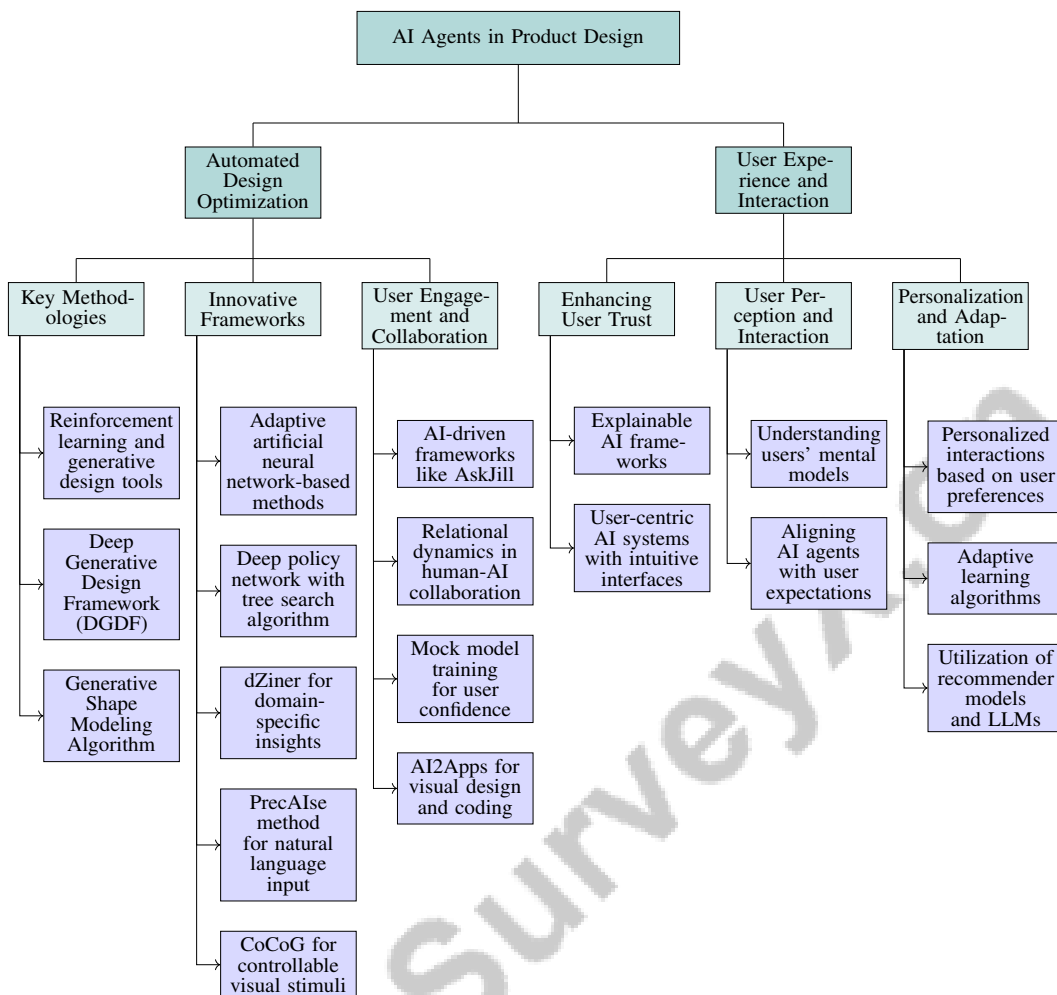 AI Agents in Product Design
Automated
Design
Optimization
User Expe-
rience and
Interaction
Key Method-
ologies
Innovative
Frameworks
User Engage-
ment and
Collaboration
Enhancing
User Trust
User Per-
ception and
Interaction
Personalization
and Adap-
tation
Reinforcement
learning and
generative
design tools
Deep
Generative
Design
Framework
(DGDF)
Generative
Shape
Modeling
Algorithm
Adaptive
artificial
neural
network-based
methods
Deep policy
network with
tree search
algorithm
dZiner for
domain-
specific
insights
PrecAIse
method
for natural
language
input
CoCoG for
controllable
visual stimuli
AI-driven
frameworks
like AskJill
Relational
dynamics in
human-AI
collaboration
Mock model
training
for user
confidence
AI2Apps for
visual design
and coding
Explainable
AI frame-
works
User-centric
AI systems
with intuitive
interfaces
Understanding
users' mental
models
Aligning
AI agents
with user
expectations
Personalized
interactions
based on user
preferences
Adaptive
learning
algorithms
Utilization of
recommender
models
and LLMs